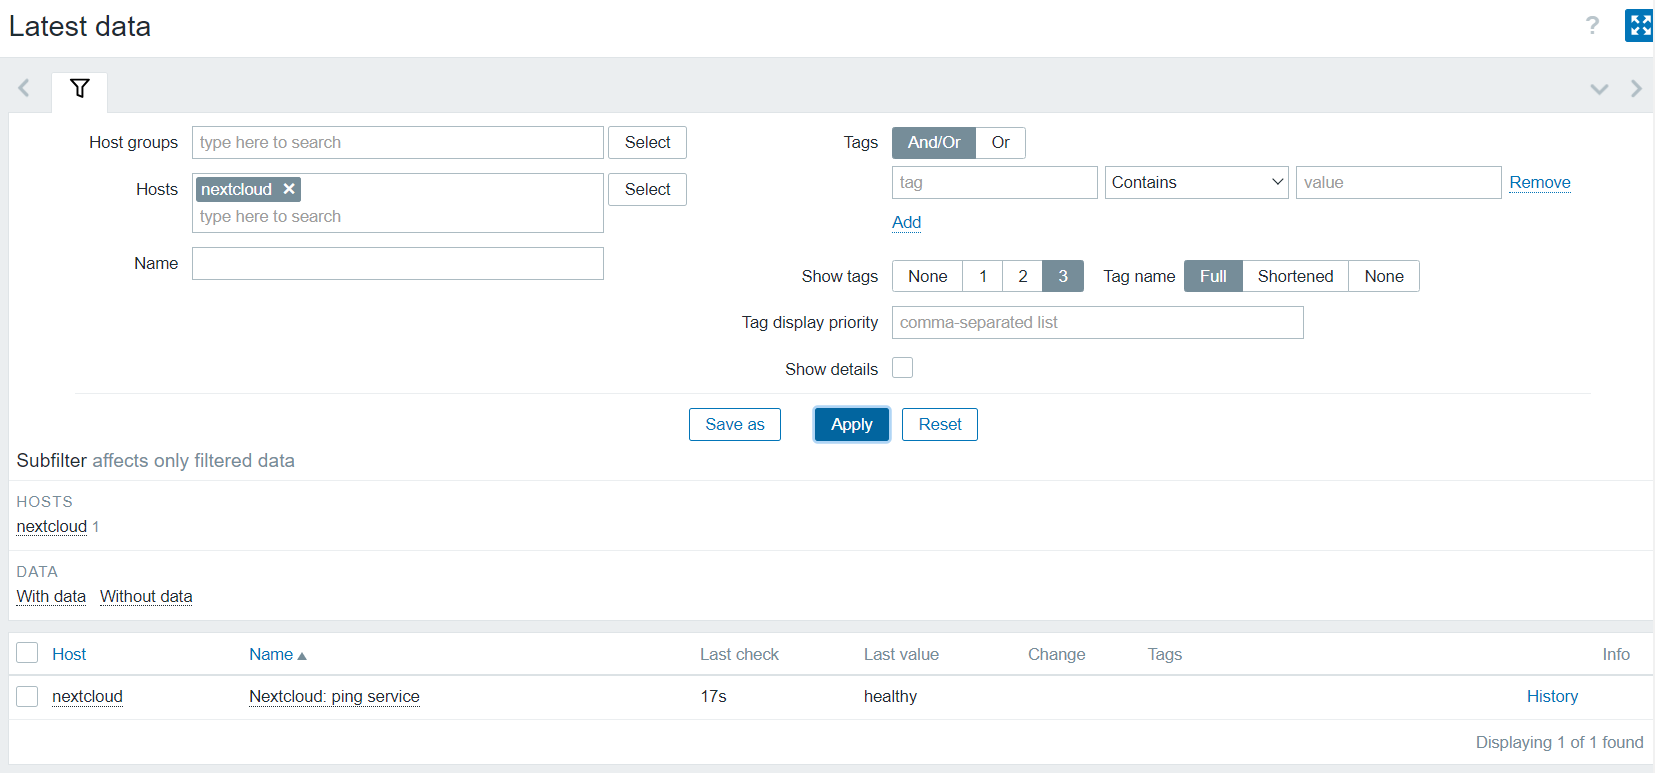 Latest data ?
Host groups type here to search Select Tags And/Or Or
Hosts nextcloud × Select tag Contains value Remove
type here to search
Add
Name
Show tags None 1 2 3 Tag name Full Shortened None
Tag display priority comma-separated list
Show details
Save as Apply Reset
Subfilter affects only filtered data
HOSTS
nextcloud 1
DATA
With data Without data
Host Name ▲ Last check Last value Change Tags Info
nextcloud Nextcloud: ping service 17s healthy History
Displaying 1 of 1 found